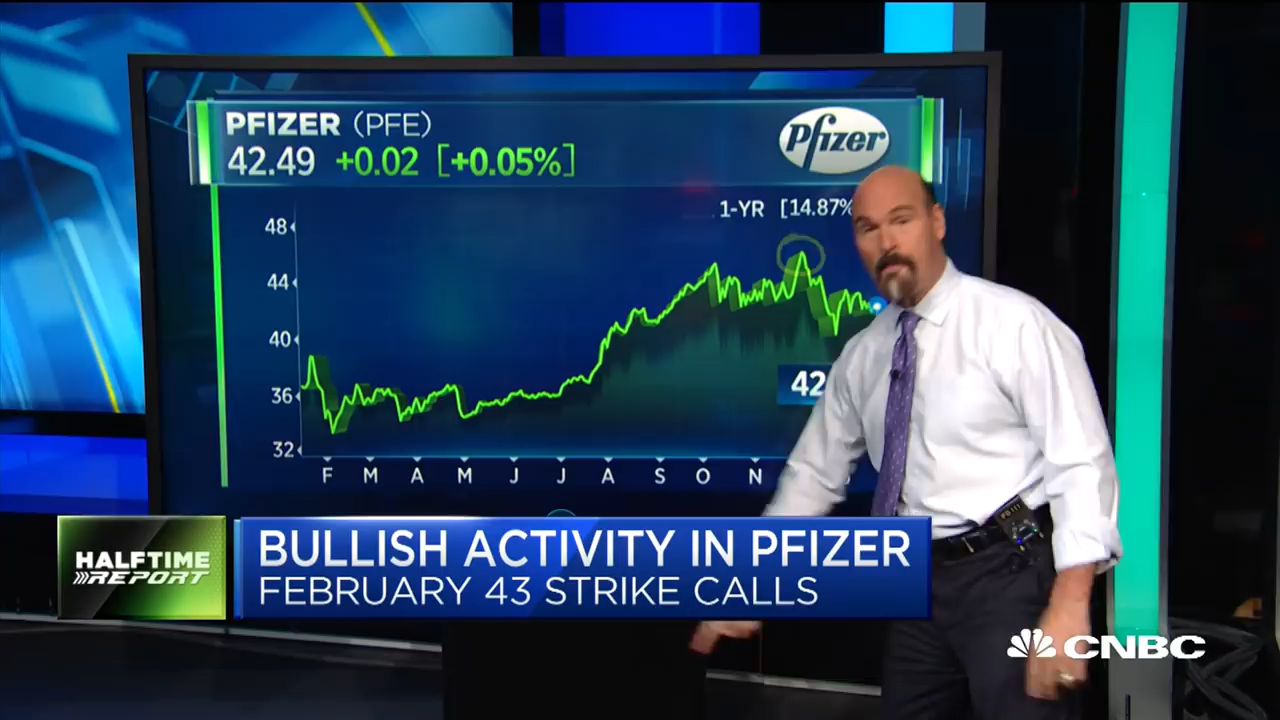 PFIZER (PFE)
42.49 +0.02 [+0.05%]
Pfizer
1-YR [14.87%
48
44
40
36
32
42
F M A M J J A S O N
HALFTIME
REPORT
BULLISH ACTIVITY IN PFIZER
FEBRUARY 43 STRIKE CALLS
CNBC